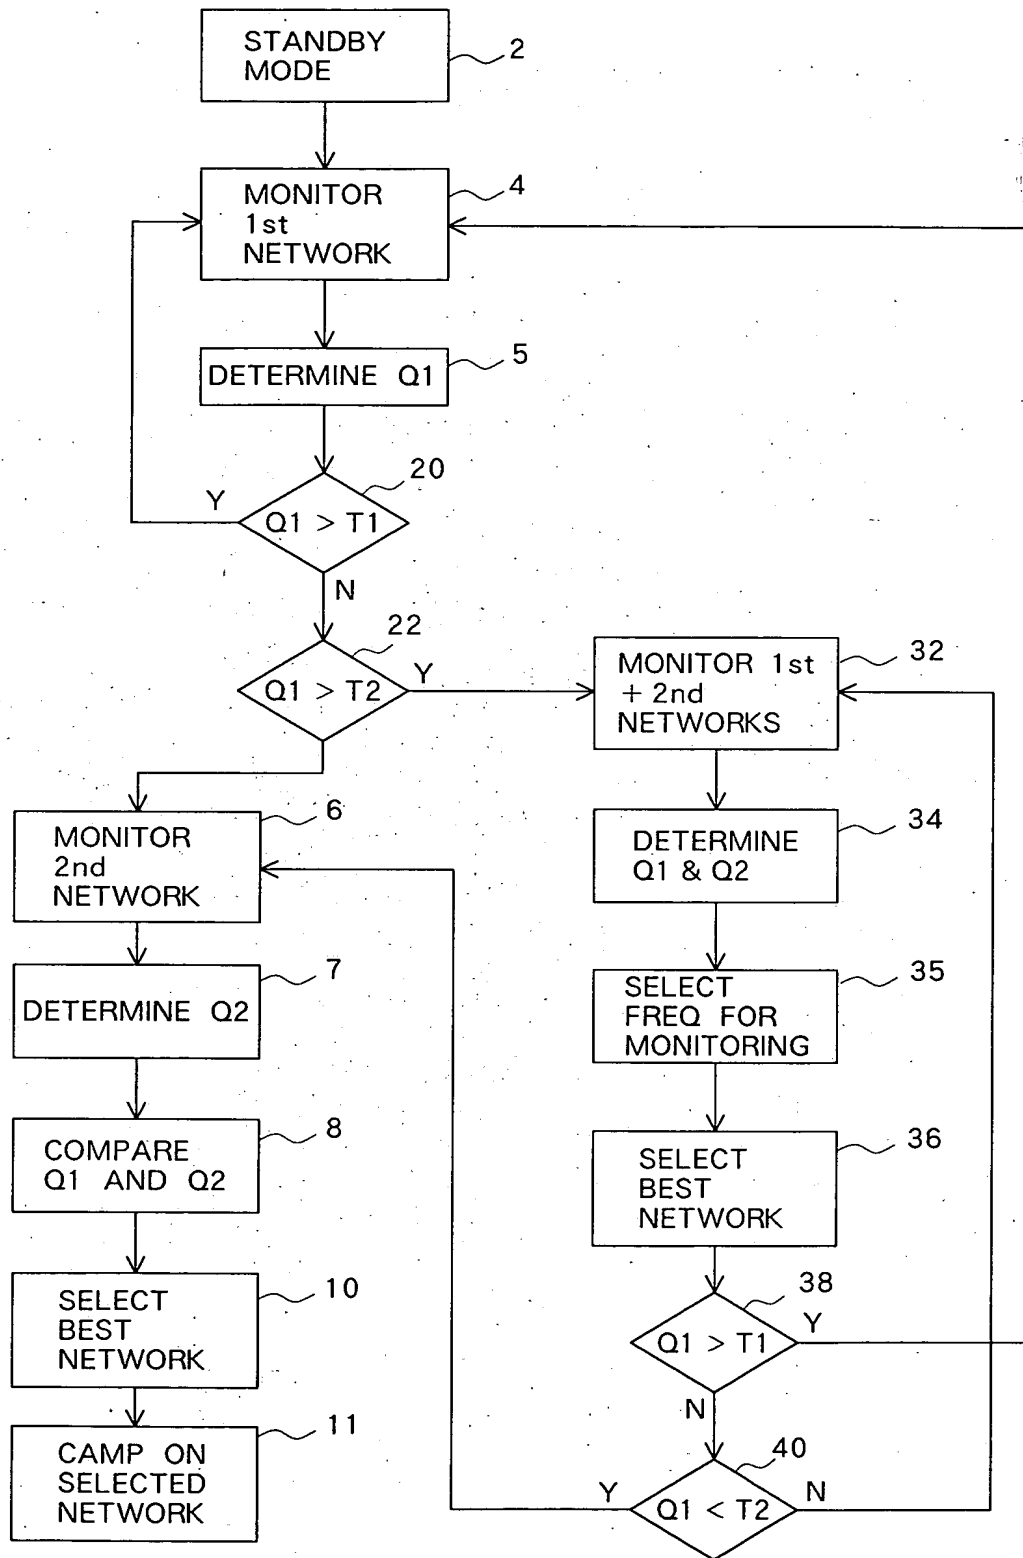 STANDBY
MODE
2
MONITOR
1st
NETWORK
4
DETERMINE Q1
5
Q1 > T1
20
Y
N
Q1 > T2
22
Y
MONITOR 1st
+ 2nd
NETWORKS
32
MONITOR
2nd
NETWORK
6
DETERMINE
Q1 & Q2
34
DETERMINE Q2
7
SELECT
FREQ FOR
MONITORING
35
COMPARE
Q1 AND Q2
8
SELECT
BEST
NETWORK
36
SELECT
BEST
NETWORK
10
Q1 > T1
38
Y
N
CAMP ON
SELECTED
NETWORK
11
Q1 < T2
40
Y
N